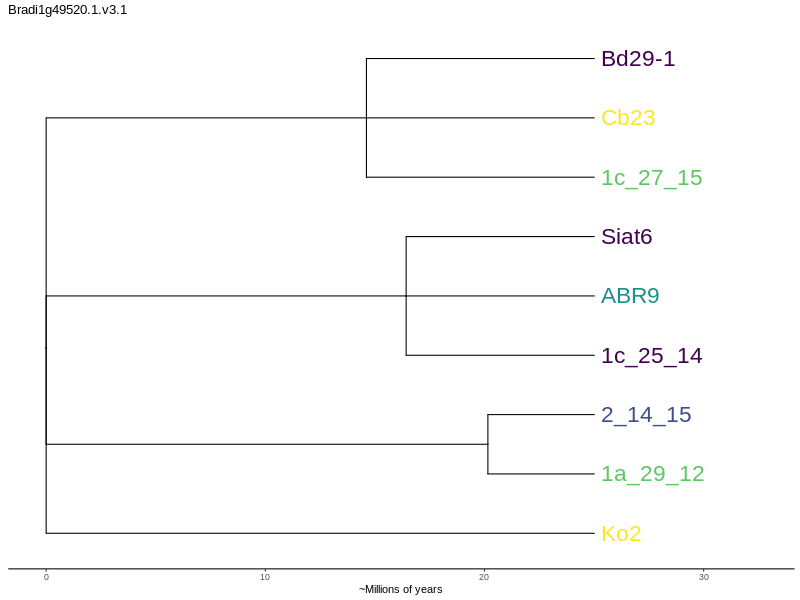 Bradi1g49520.1.v3.1
Bd29-1
Cb23
1c_27_15
Siat6
ABR9
1c_25_14
2_14_15
1a_29_12
Ko2
0 10 20 30
~Millions of years